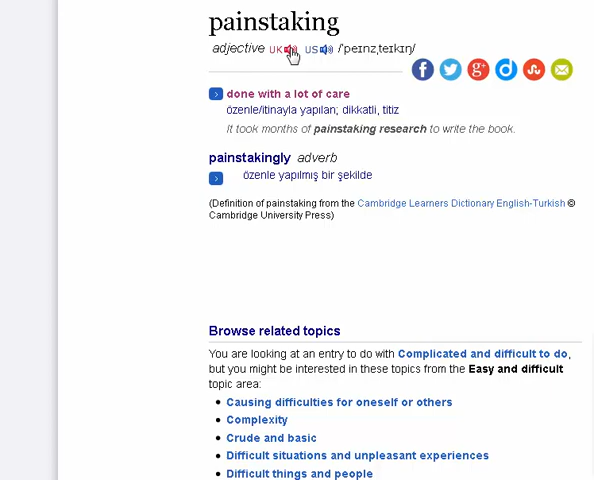 painstaking
adjective UK US /ˈpeɪnzˌteɪkɪŋ/
done with a lot of care
özenle/itinayla yapılan; dikkatli, titiz
It took months of painstaking research to write the book.
painstakingly adverb
özenle yapılmış bir şekilde
(Definition of painstaking from the Cambridge Learners Dictionary English-Turkish ©
Cambridge University Press)
Browse related topics
You are looking at an entry to do with Complicated and difficult to do,
but you might be interested in these topics from the Easy and difficult
topic area:
• Causing difficulties for oneself or others
• Complexity
• Crude and basic
• Difficult situations and unpleasant experiences
• Difficult things and people